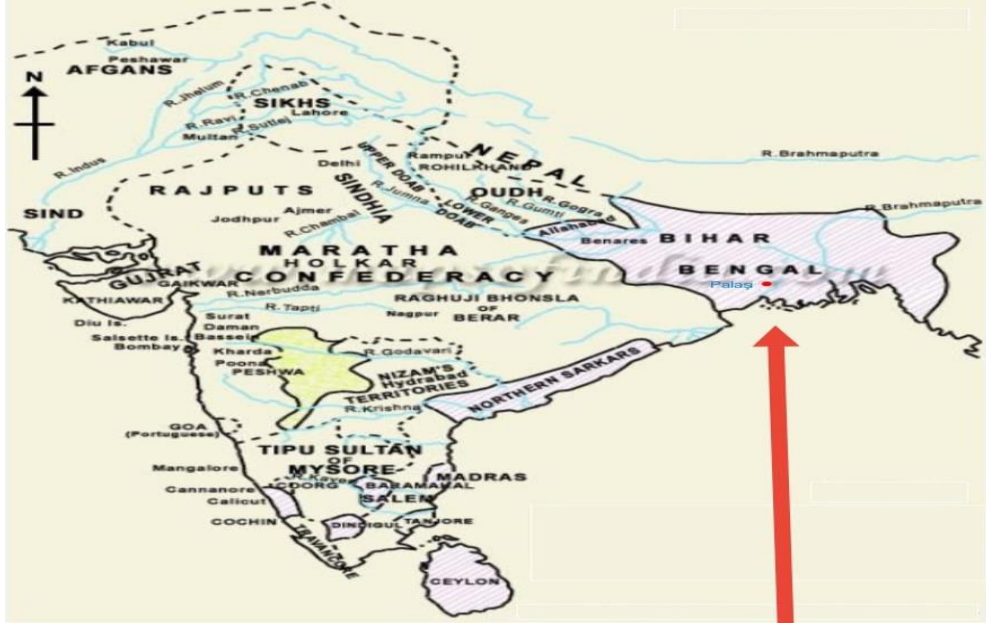 Kabul
Peshawar
AFGANS
N
R.Jhelum
R.Chenab
SIKHS
Lahore
R.Ravi
R.Sutlej
Multan
R.Indus
Delhi
UPPER DOAB
Rampur
ROHILKHAND
NEPAL
R.Brahmaputra
RAJPUTS
SINDHIA
R.Jumna
OUDH
R.Gograd
R.Ganges
R.Gumti
LOWER
DOAB
R.Brahmaputra
SIND
Ajmer
Jodhpur
R.Chambal
Allahabad
Benares
BIHAR
MARATHA
HOLKAR
CONFEDERACY
BENGAL
Palaşi
GUJRAT
GAIKWAR
KATHIAWAR
R.Nerbudda
R.Tapti
RAGHUJI BHONSLA
OF
BERAR
Nagpur
Diu Is.
Surat
Daman
Salsette Is.
Bassein
Bombay
Kharda
Poona
PESHWA
R.Godavari
NIZAM'S
Hydrabad
TERRITORIES
R.Krishna
NORTHERN SARKARS
GOA
(Portuguese)
TIPU SULTAN
OF
MYSORE
Mangalore
MADRAS
Cannanore
COORG
BARAMAHAL
Calicut
SALEM
COCHIN
DINDIGUL
TANJORE
TRAVANCORE
CEYLON